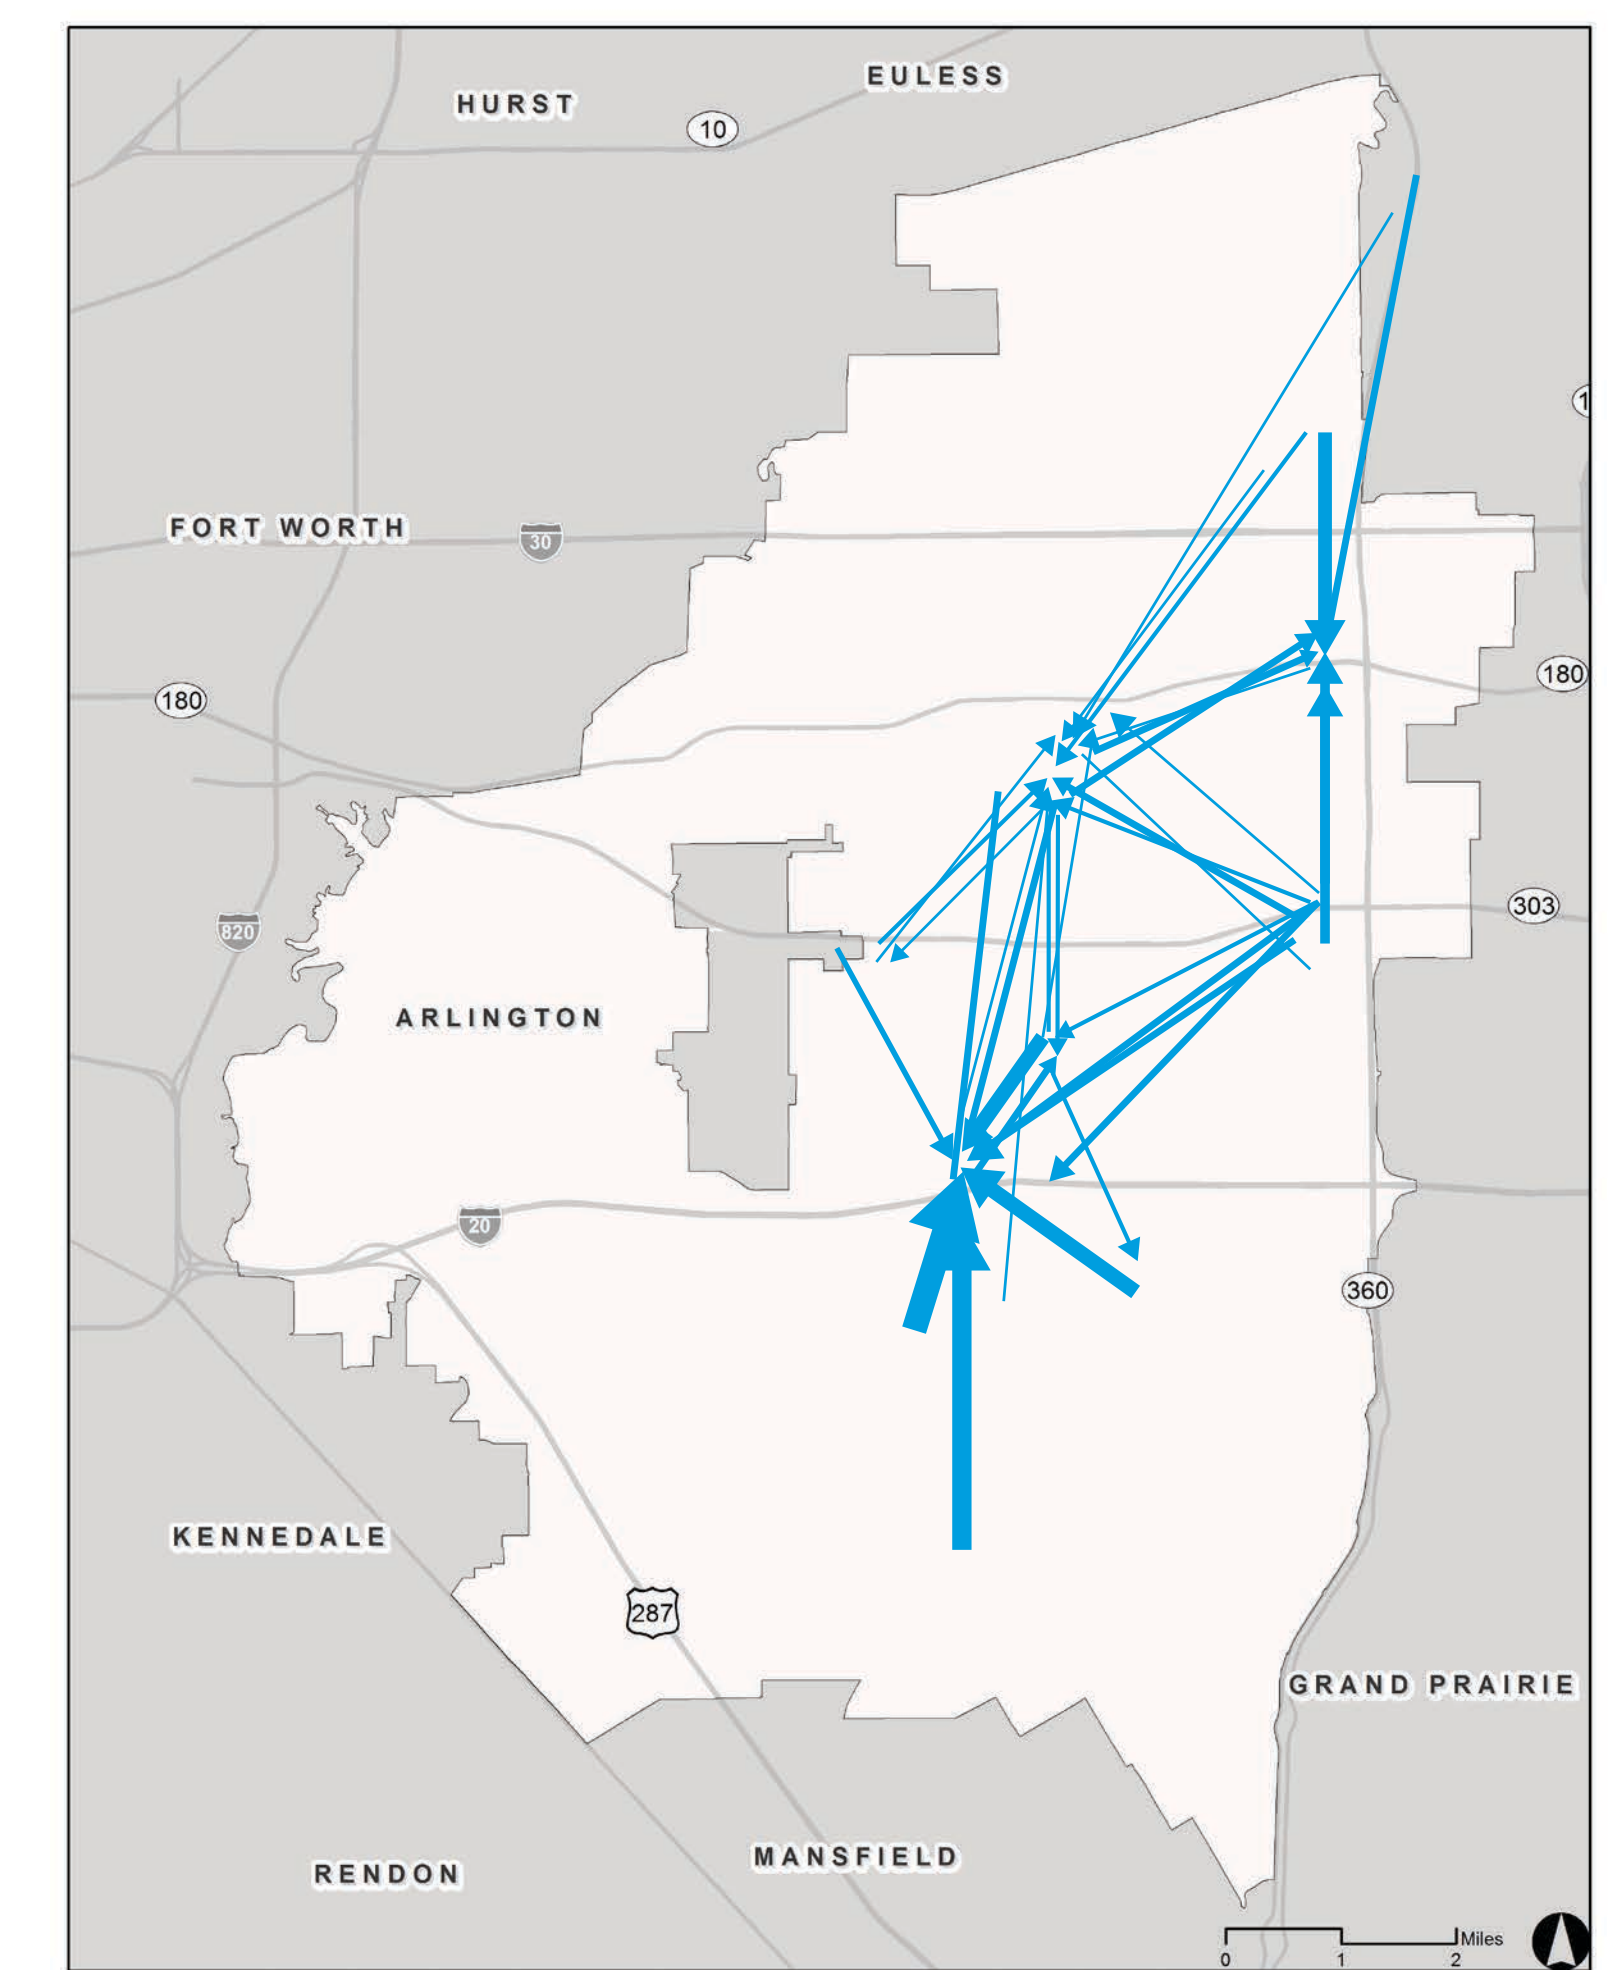 EULESS
HURST
10
1
FORT WORTH
30
180
180
303
820
ARLINGTON
20
360
KENNEDALE
287
GRAND PRAIRIE
MANSFIELD
RENDON
Miles
0 1 2